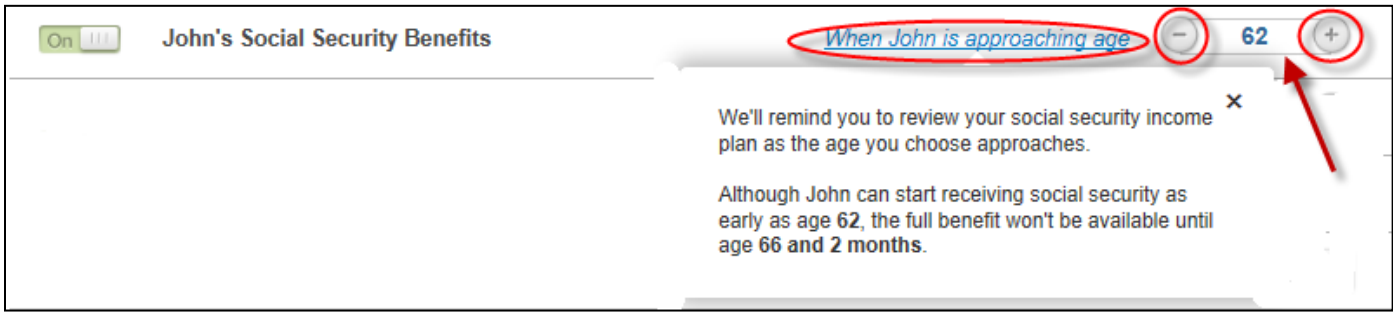 On John's Social Security Benefits When John is approaching age − 62 +
We'll remind you to review your social security income ×
plan as the age you choose approaches.
Although John can start receiving social security as
early as age 62, the full benefit won't be available until
age 66 and 2 months.